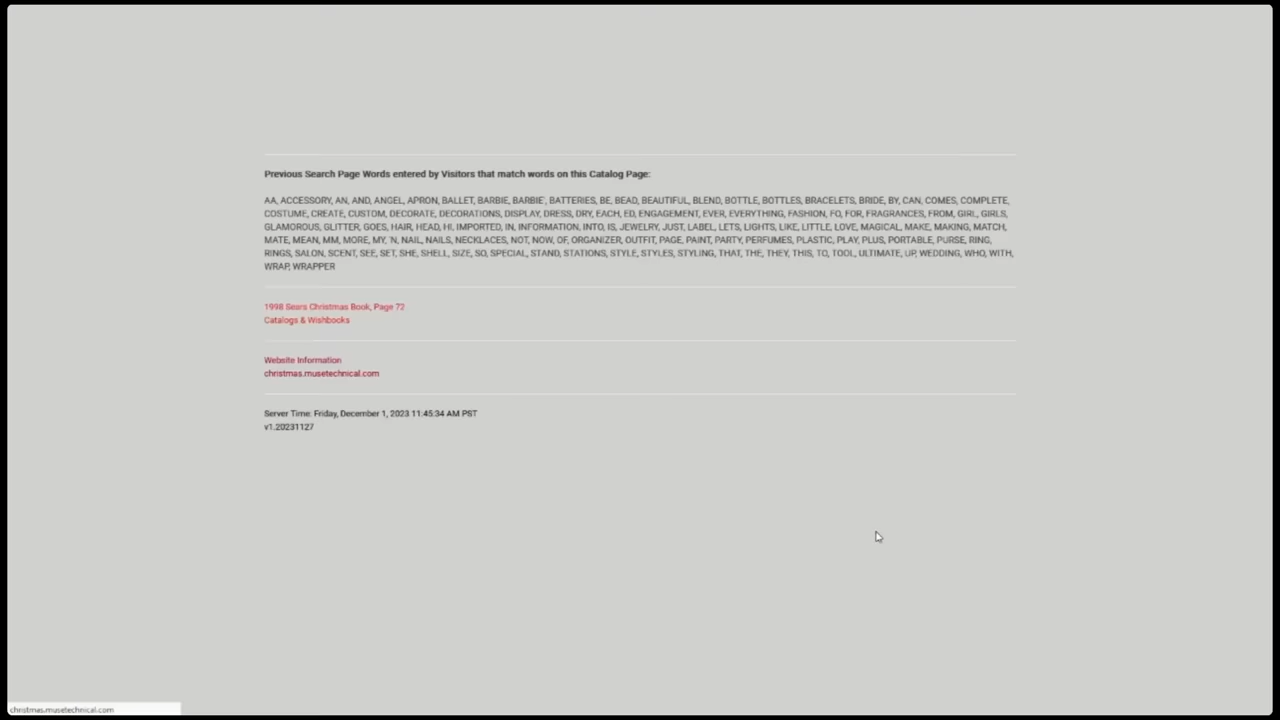 Previous Search Page Words entered by Visitors that match words on this Catalog Page:
AA, ACCESSORY, AN, AND, ANGEL, APRON, BALLET, BARBIE, BARBIE', BATTERIES, BE, BEAD, BEAUTIFUL, BLEND, BOTTLE, BOTTLES, BRACELETS, BRIDE, BY, CAN, COMES, COMPLETE,
COSTUME, CREATE, CUSTOM, DECORATE, DECORATIONS, DISPLAY, DRESS, DRY, EACH, ED, ENGAGEMENT, EVER, EVERYTHING, FASHION, FO, FOR, FRAGRANCES, FROM, GIRL, GIRLS,
GLAMOROUS, GLITTER, GOES, HAIR, HEAD, HI, IMPORTED, IN, INFORMATION, INTO, IS, JEWELRY, JUST, LABEL, LETS, LIGHTS, LIKE, LITTLE, LOVE, MAGICAL, MAKE, MAKING, MATCH,
MATE, MEAN, MM, MORE, MY, 'N, NAIL, NAILS, NECKLACES, NOT, NOW, OF, ORGANIZER, OUTFIT, PAGE, PAINT, PARTY, PERFUMES, PLASTIC, PLAY, PLUS, PORTABLE, PURSE, RING,
RINGS, SALON, SCENT, SEE, SET, SHE, SHELL, SIZE, SO, SPECIAL, STAND, STATIONS, STYLE, STYLES, STYLING, THAT, THE, THEY, THIS, TO, TOOL, ULTIMATE, UP, WEDDING, WHO, WITH,
WRAP, WRAPPER
1998 Sears Christmas Book, Page 72
Catalogs & Wishbooks
Website Information
christmas.musetechnical.com
Server Time: Friday, December 1, 2023 11:45:34 AM PST
v1.20231127
christmas.musetechnical.com